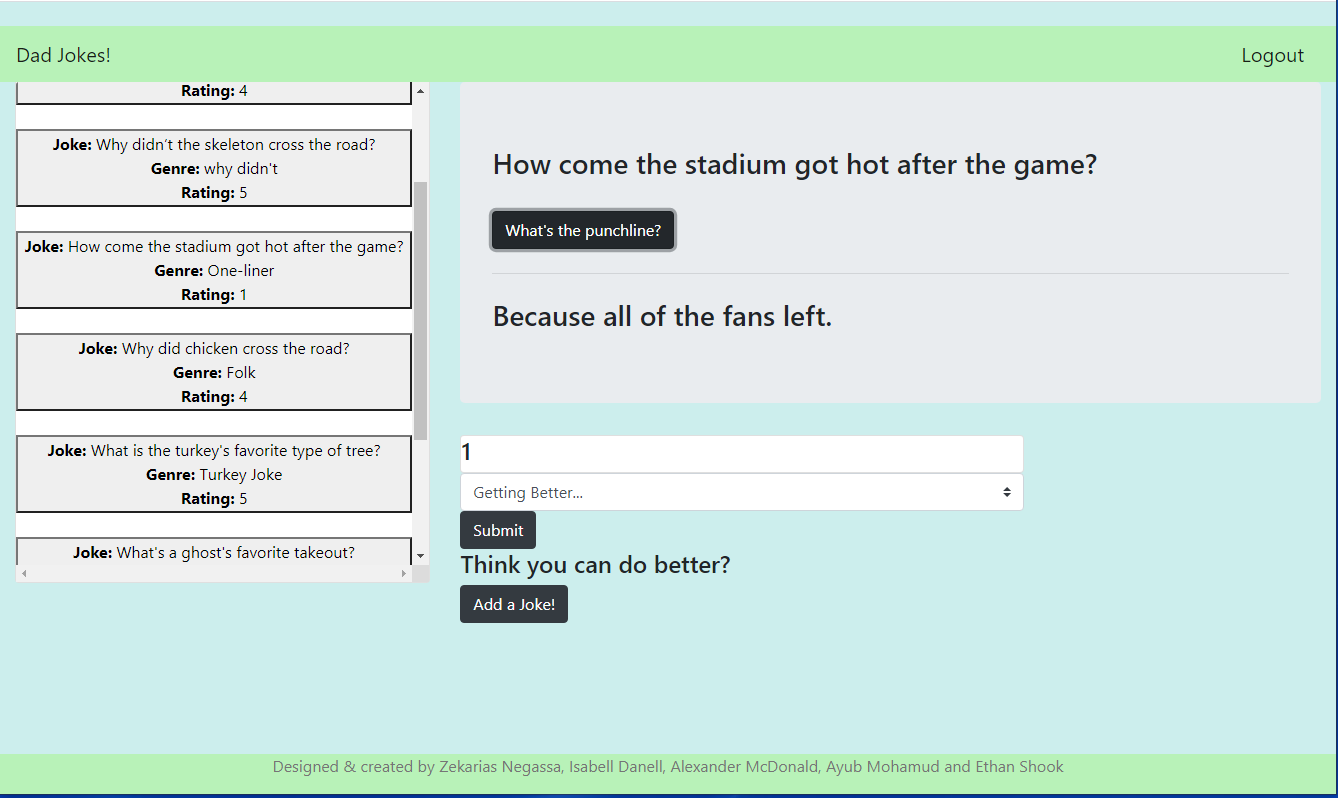 Dad Jokes!
Logout
Rating: 4
Joke: Why didn't the skeleton cross the road?
Genre: why didn't
Rating: 5
Joke: How come the stadium got hot after the game?
Genre: One-liner
Rating: 1
Joke: Why did chicken cross the road?
Genre: Folk
Rating: 4
Joke: What is the turkey's favorite type of tree?
Genre: Turkey Joke
Rating: 5
Joke: What's a ghost's favorite takeout?
How come the stadium got hot after the game?
What's the punchline?
Because all of the fans left.
1
Getting Better...
Submit
Think you can do better?
Add a Joke!
Designed & created by Zekarias Negassa, Isabell Danell, Alexander McDonald, Ayub Mohamud and Ethan Shook